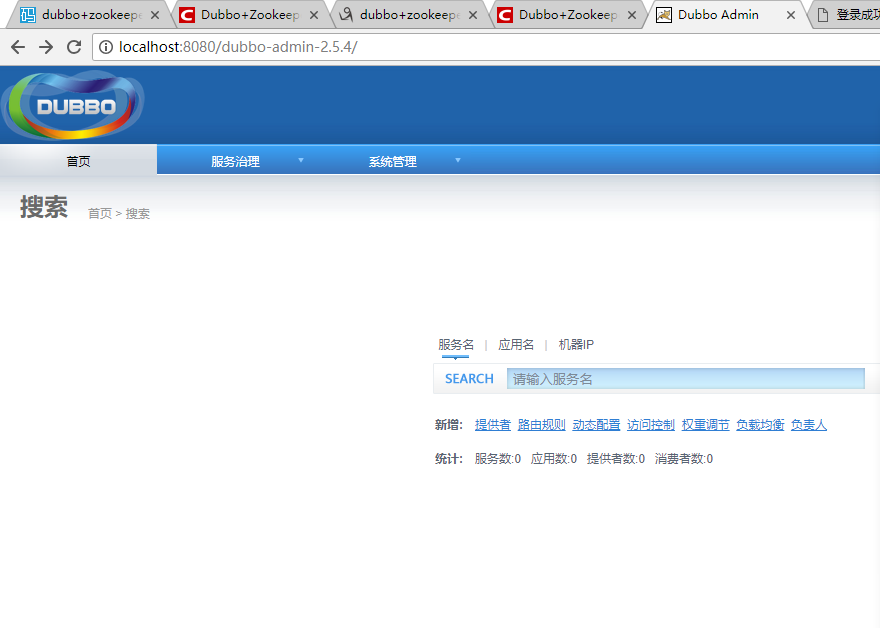 dubbo+zookeepe Dubbo+Zookeep dubbo+zookeepe Dubbo+Zookeep Dubbo Admin 登录成功
localhost:8080/dubbo-admin-2.5.4/
DUBBO
首页 服务治理 系统管理
搜索 首页 > 搜索
服务名 | 应用名 | 机器IP
SEARCH 请输入服务名
新增: 提供者 路由规则 动态配置 访问控制 权重调节 负载均衡 负责人
统计: 服务数:0 应用数:0 提供者数:0 消费者数:0